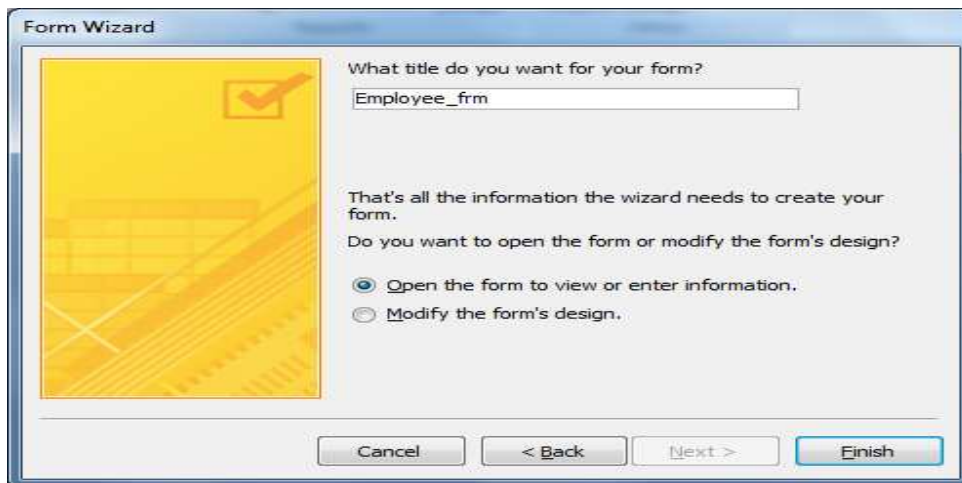 Form Wizard
What title do you want for your form?
Employee_frm
That's all the information the wizard needs to create your
form.
Do you want to open the form or modify the form's design?
Open the form to view or enter information.
Modify the form's design.
Cancel < Back Next > Finish